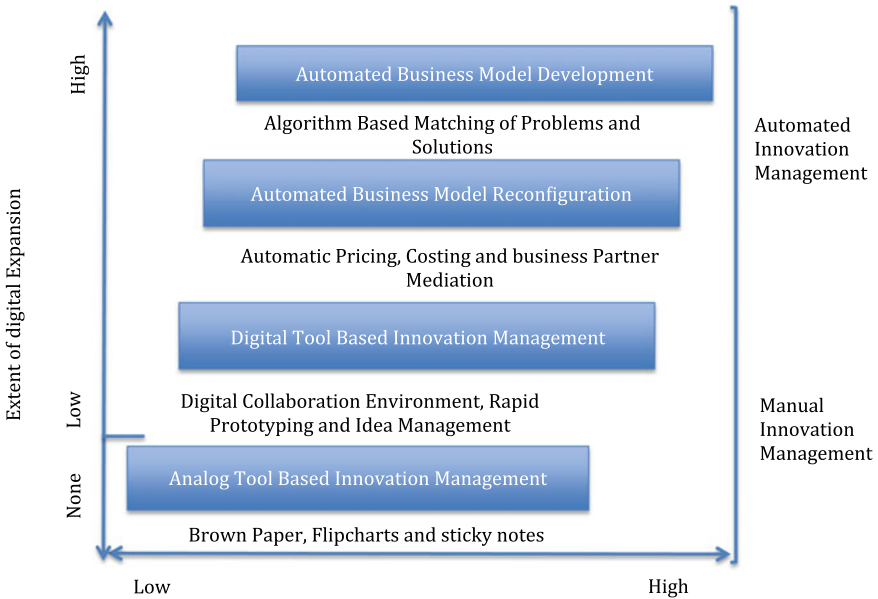 High
Automated Business Model Development
Algorithm Based Matching of Problems and
Solutions
Automated
Innovation
Management
Automated Business Model Reconfiguration
Extent of digital Expansion
Automatic Pricing, Costing and business Partner
Mediation
Digital Tool Based Innovation Management
Low
Digital Collaboration Environment, Rapid
Prototyping and Idea Management
Manual
Innovation
Management
None
Analog Tool Based Innovation Management
Brown Paper, Flipcharts and sticky notes
Low
High